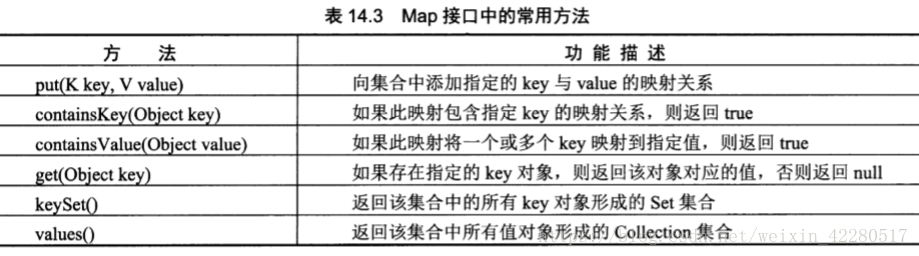 表 14.3 Map 接口中的常用方法
方 法 功 能 描 述
put(K key, V value) 向集合中添加指定的 key 与 value 的映射关系
containsKey(Object key) 如果此映射包含指定 key 的映射关系，则返回 true
containsValue(Object value) 如果此映射将一个或多个 key 映射到指定值，则返回 true
get(Object key) 如果存在指定的 key 对象，则返回该对象对应的值，否则返回 null
keySet() 返回该集合中的所有 key 对象形成的 Set 集合
values() 返回该集合中所有值对象形成的 Collection 集合
https://blog.csdn.net/weixin_42280517